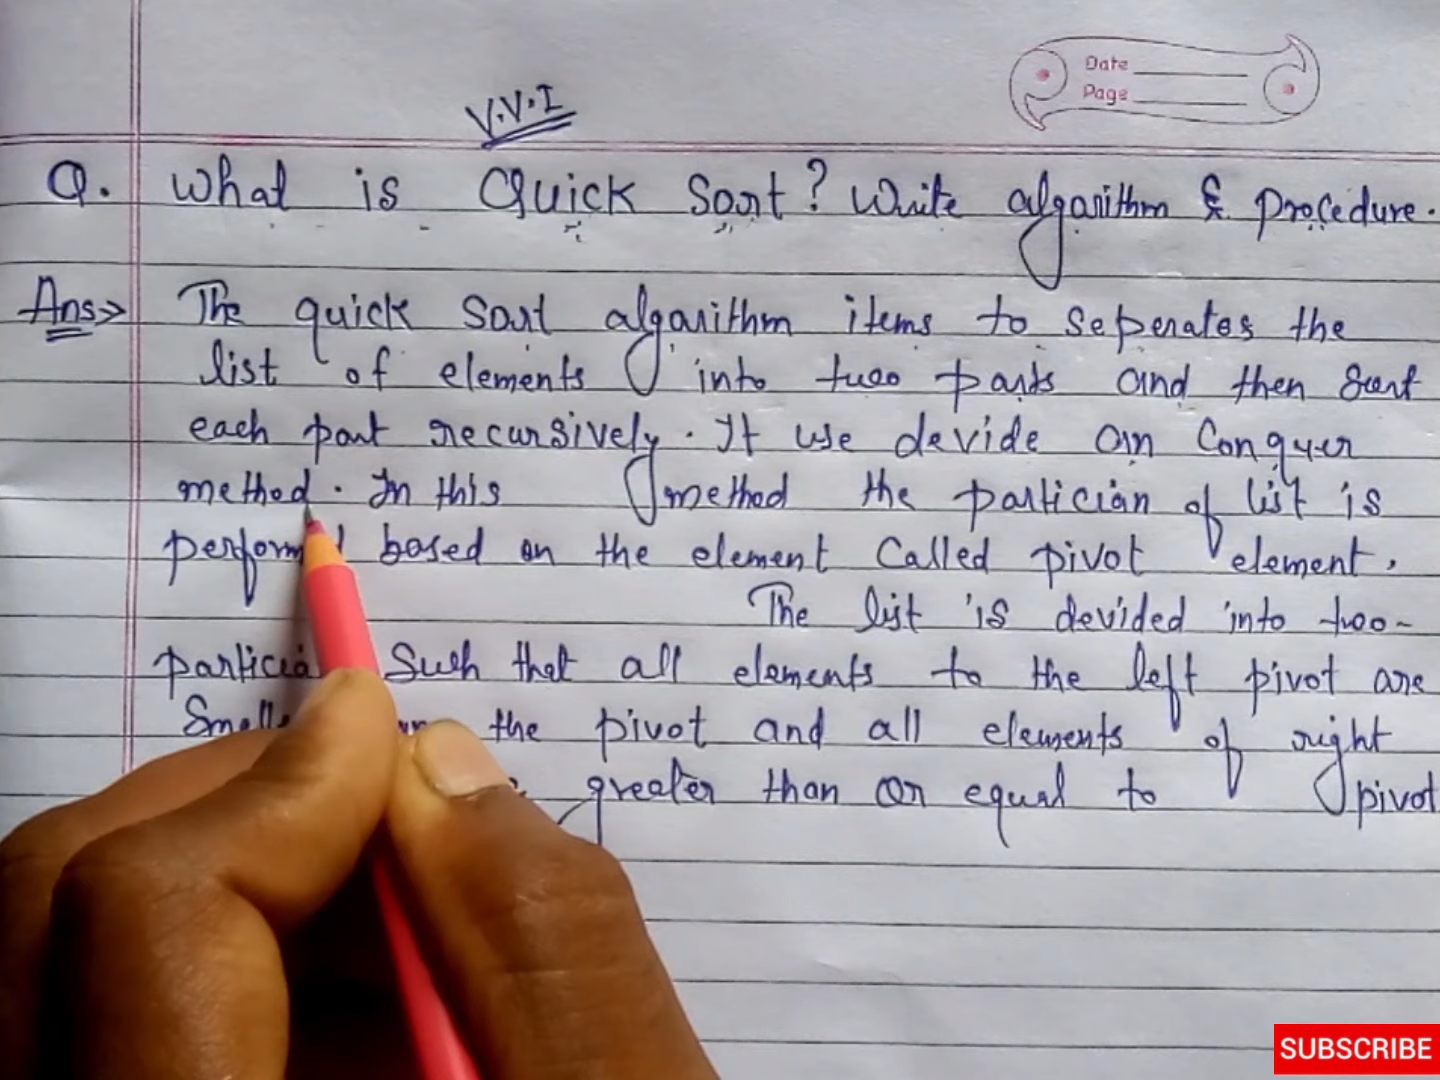 Date
Page
V.V.I
Q. What is Quick Sort? Write algorithm & procedure.
Ans> The quick sort algorithm items to seperates the
list of elements into two parts and then sort
each part recursively. It use devide an Conquer
method. In this method the partician of list is
perform based on the element called pivot element.
The list is devided into two-
particia such that all elements to the left pivot are
Smalle the pivot and all elements of right
greater than or equal to pivot
SUBSCRIBE